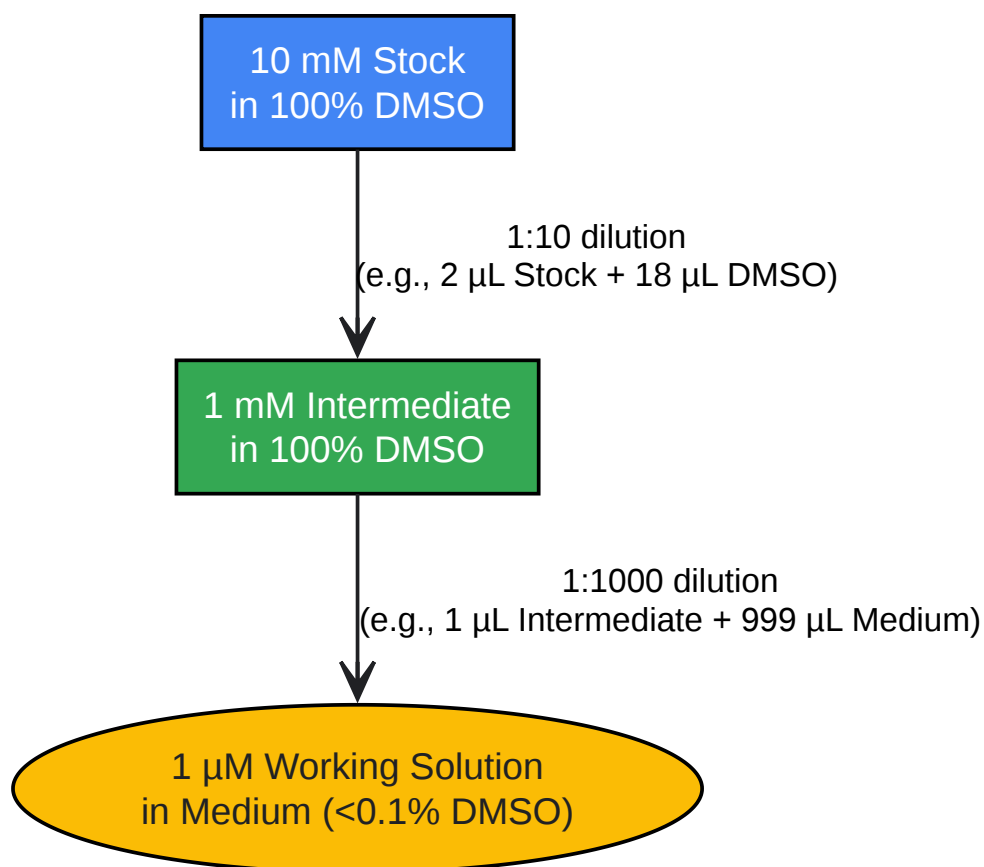 10 mM Stock
in 100% DMSO
1:10 dilution
(e.g., 2 µL Stock + 18 µL DMSO)
1 mM Intermediate
in 100% DMSO
1:1000 dilution
(e.g., 1 µL Intermediate + 999 µL Medium)
1 µM Working Solution
in Medium (<0.1% DMSO)